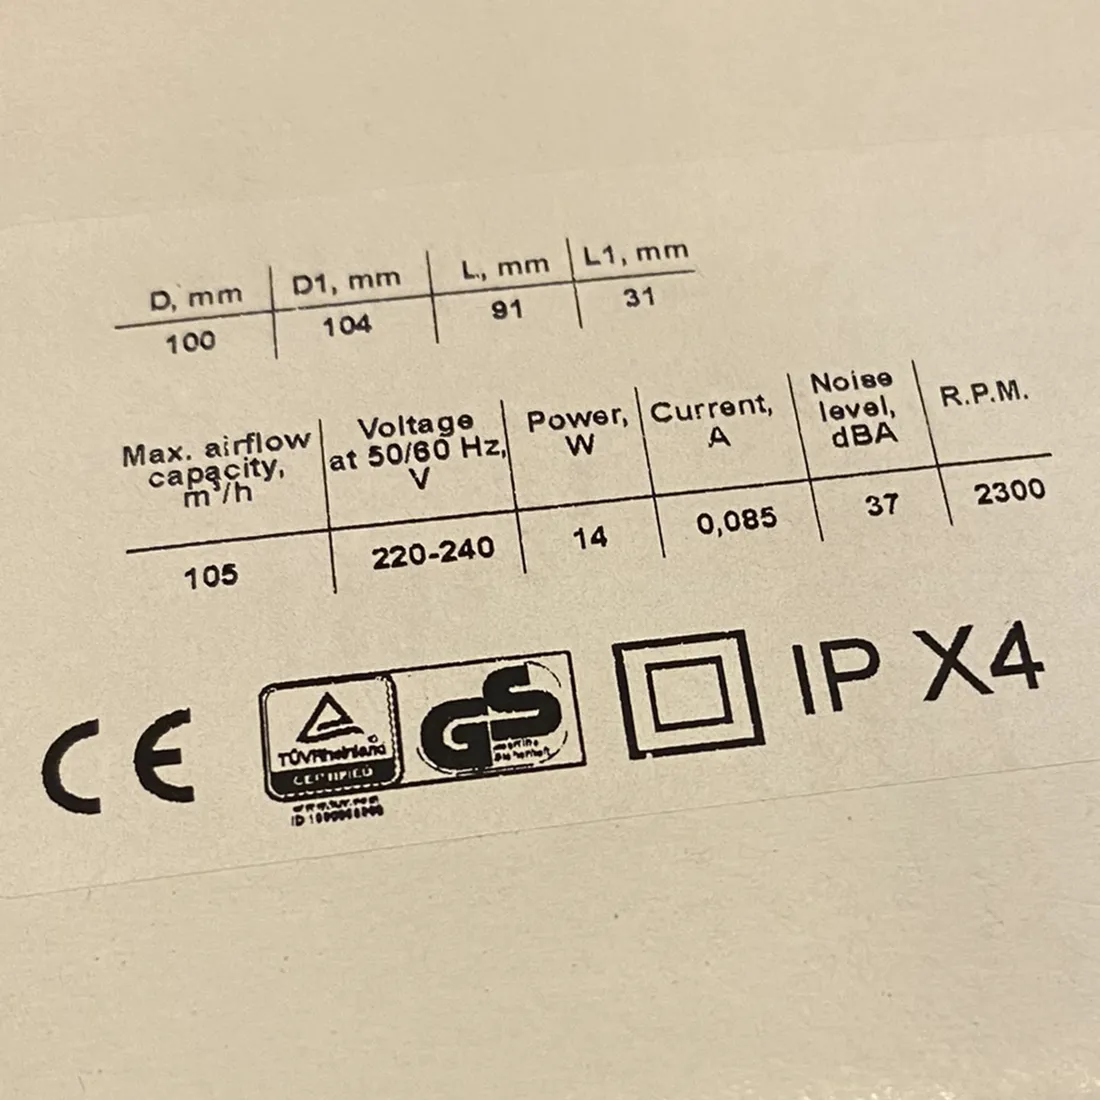 D, mm D1, mm L, mm L1, mm
100 104 91 31
Max. airflow capacity, m³/h Voltage at 50/60 Hz, V Power, W Current, A Noise level, dBA R.P.M.
105 220-240 14 0,085 37 2300
CE TÜVRheinland CERTIFIED GS IP X4